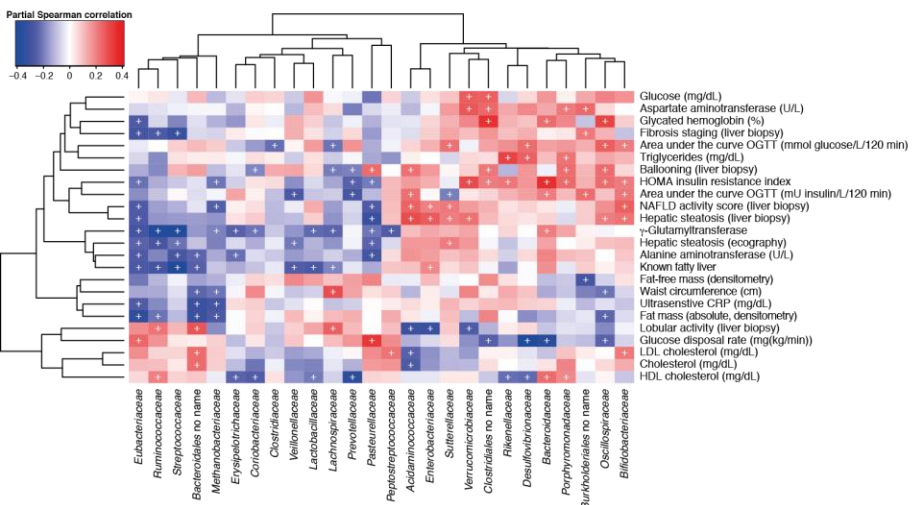 Partial Spearman correlation
−0.4 −0.2 0 0.2 0.4
Glucose (mg/dL)
Aspartate aminotransferase (U/L)
Glycated hemoglobin (%)
Fibrosis staging (liver biopsy)
Area under the curve OGTT (mmol glucose/L/120 min)
Triglycerides (mg/dL)
Ballooning (liver biopsy)
HOMA insulin resistance index
Area under the curve OGTT (mU insulin/L/120 min)
NAFLD activity score (liver biopsy)
Hepatic steatosis (liver biopsy)
γ-Glutamyltransferase
Hepatic steatosis (ecography)
Alanine aminotransferase (U/L)
Known fatty liver
Fat-free mass (densitometry)
Waist circumference (cm)
Ultrasenstive CRP (mg/dL)
Fat mass (absolute, densitometry)
Lobular activity (liver biopsy)
Glucose disposal rate (mg(kg/min))
LDL cholesterol (mg/dL)
Cholesterol (mg/dL)
HDL cholesterol (mg/dL)
Eubacteriaceae
Ruminococcaceae
Streptococcaceae
Bacteroidales no name
Methanobacteriaceae
Erysipelotrichaceae
Coriobacteriaceae
Clostridiaceae
Veillonellaceae
Lactobacillaceae
Lachnospiraceae
Prevotellaceae
Pasteurellaceae
Peptostreptococcaceae
Acidaminococcaceae
Enterobacteriaceae
Sutterellaceae
Verrucomicrobiaceae
Clostridiales no name
Rikenellaceae
Desulfovibrionaceae
Bacteroidaceae
Porphyromonadaceae
Burkholderiales no name
Oscillospiraceae
Bifidobacteriaceae